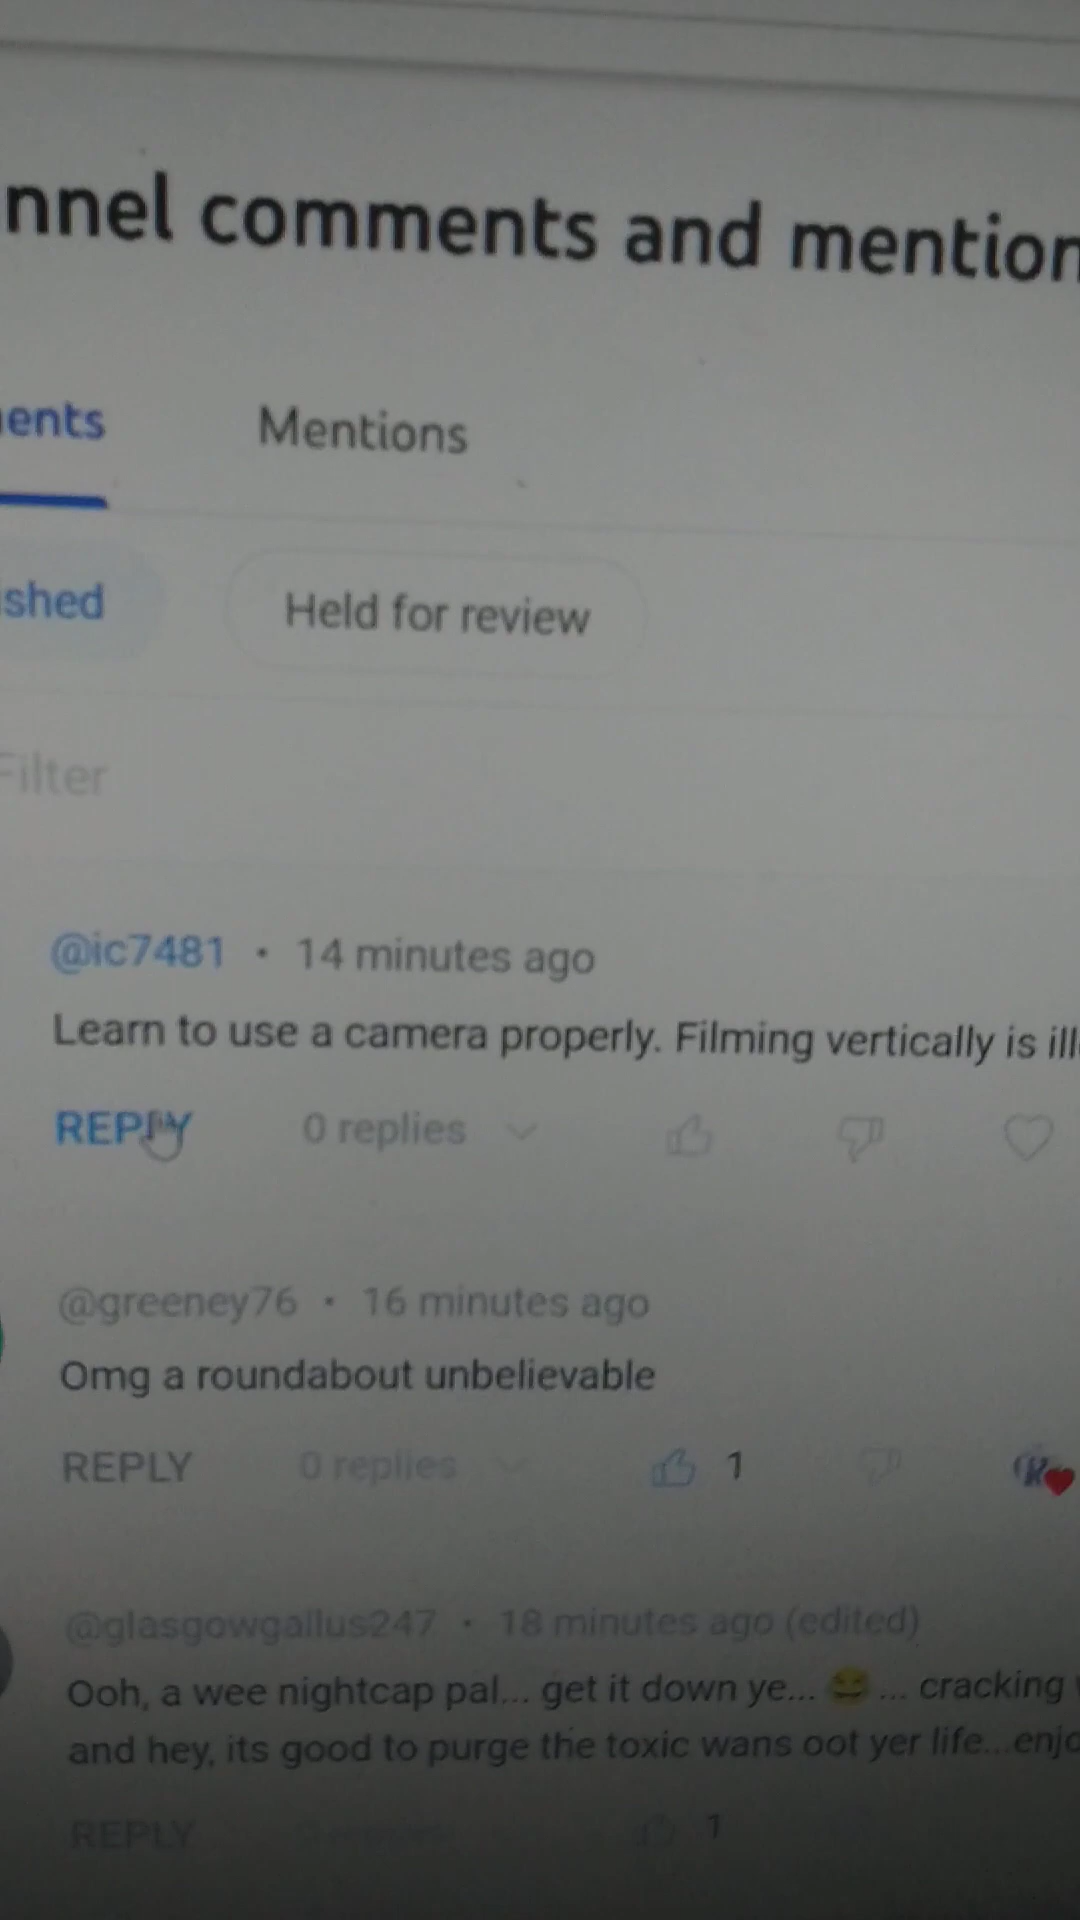 nnel comments and mention
ents Mentions
shed Held for review
Filter
@ic7481 · 14 minutes ago
Learn to use a camera properly. Filming vertically is ill
REPLY 0 replies
@greeney76 · 16 minutes ago
Omg a roundabout unbelievable
REPLY 0 replies 1
@glasgowgallus247 · 18 minutes ago (edited)
Ooh, a wee nightcap pal... get it down ye... 😄 ... cracking
and hey, its good to purge the toxic wans oot yer life...enjo
REPLY 1